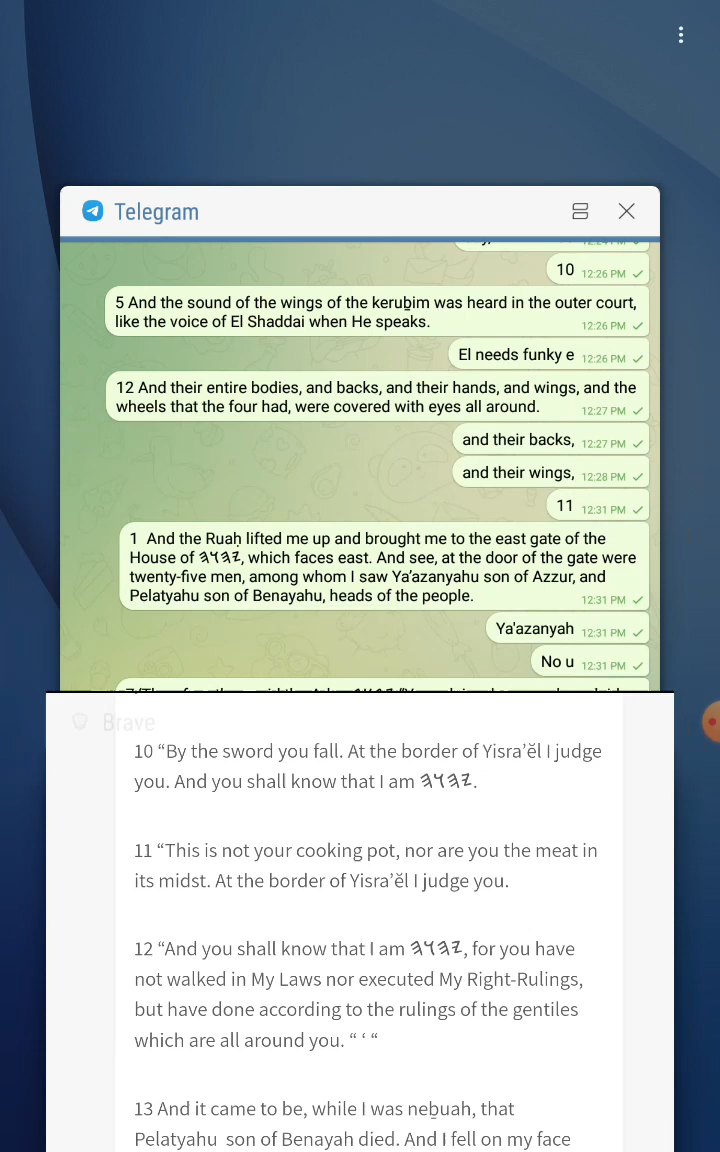 Telegram
10 12:26 PM
5 And the sound of the wings of the keruḇim was heard in the outer court,
like the voice of El Shaddai when He speaks. 12:26 PM
El needs funky e 12:26 PM
12 And their entire bodies, and backs, and their hands, and wings, and the
wheels that the four had, were covered with eyes all around. 12:27 PM
and their backs, 12:27 PM
and their wings, 12:28 PM
11 12:31 PM
1 And the Ruaḥ lifted me up and brought me to the east gate of the
House of 𐤉𐤄𐤅𐤄, which faces east. And see, at the door of the gate were
twenty-five men, among whom I saw Ya’azanyahu son of Azzur, and
Pelatyahu son of Benayahu, heads of the people. 12:31 PM
Ya'azanyah 12:31 PM
No u 12:31 PM
Brave
10 “By the sword you fall. At the border of Yisra’ĕl I judge
you. And you shall know that I am 𐤉𐤄𐤅𐤄.
11 “This is not your cooking pot, nor are you the meat in
its midst. At the border of Yisra’ĕl I judge you.
12 “And you shall know that I am 𐤉𐤄𐤅𐤄, for you have
not walked in My Laws nor executed My Right-Rulings,
but have done according to the rulings of the gentiles
which are all around you. “ ‘ “
13 And it came to be, while I was neḇuah, that
Pelatyahu son of Benayah died. And I fell on my face